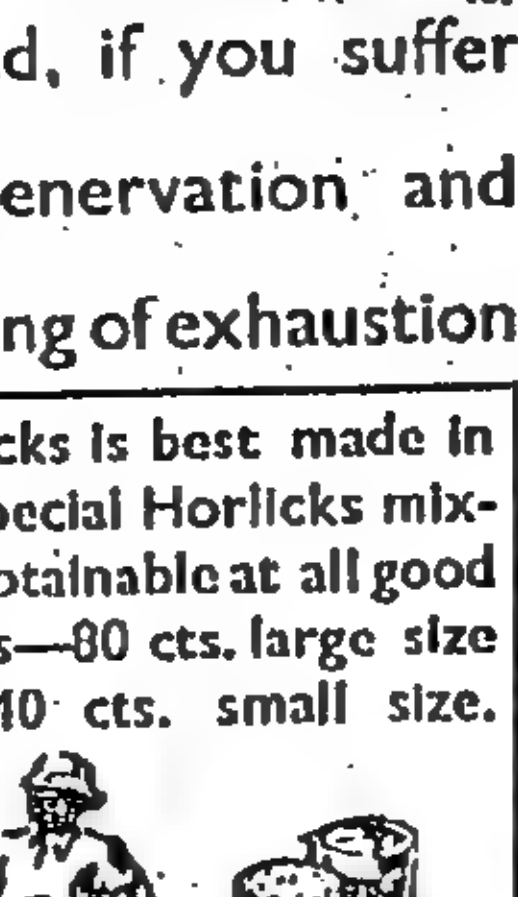 d, if you suffer
enervation and
ng of exhaustion
cks is best made in
pecial Horlicks mix-
btainable at all good
s—80 cts. large size
40 cts. small size.